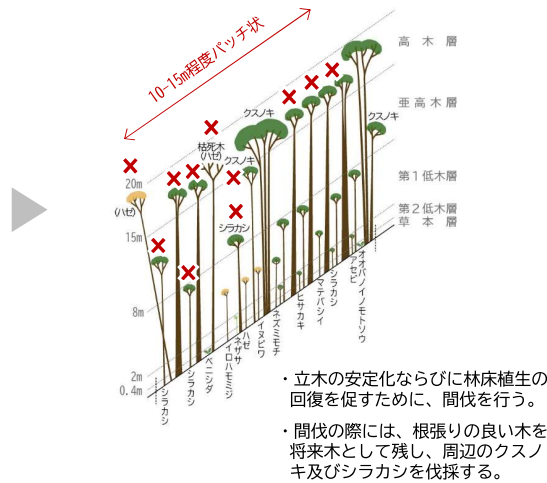 10-15m程度パッチ状
高木層
亜高木層
第1低木層
第2低木層
草本層
20m
15m
8m
2m
0.4m
(ハゼ)
枯死木
(ハゼ)
クスノキ
クスノキ
クスノキ
シラカシ
シラカシ
シラカシ
ベニシダ
イロハモミジ
ネザサ
ハゼ
イヌビワ
ネズミモチ
ヒサカキ
マテバシイ
シラカシ
アセビ
オオバノイノモトソウ
・立木の安定化ならびに林床植生の
回復を促すために、間伐を行う。
・間伐の際には、根張りの良い木を
将来木として残し、周辺のクスノ
キ及びシラカシを伐採する。